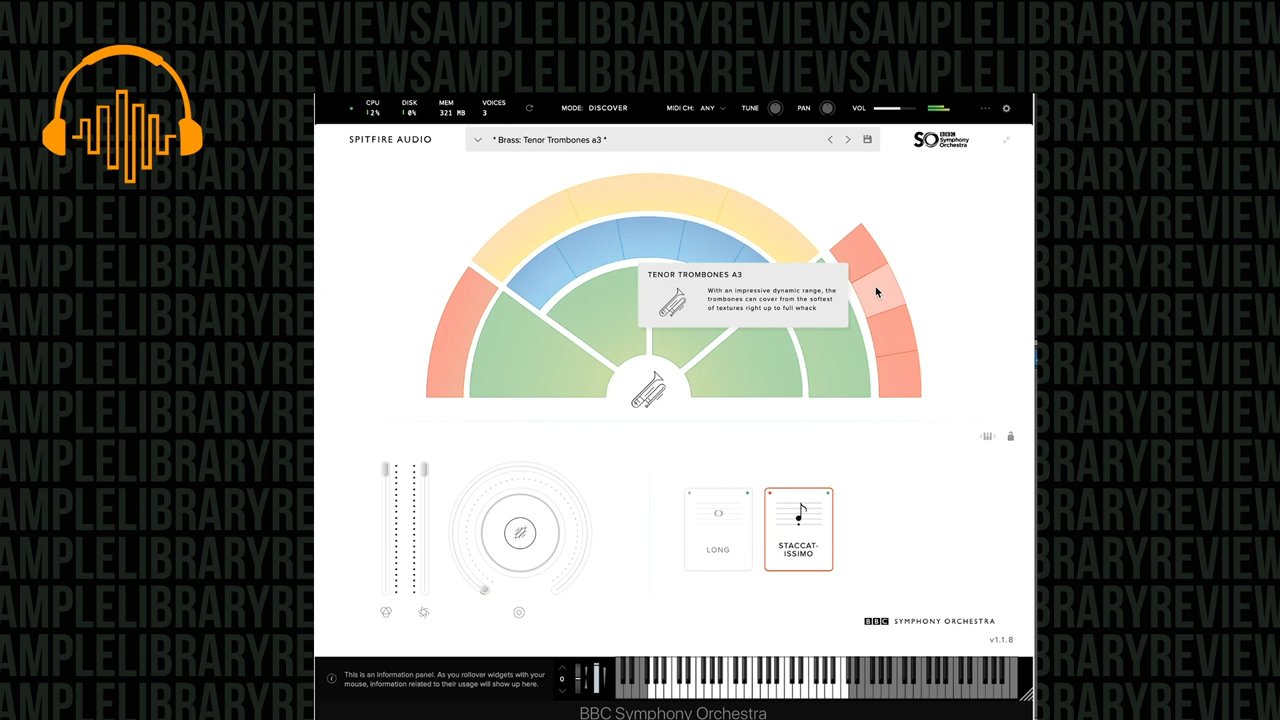 SAMPLELIBRARYREVIEWSAMPLELIBRARYREVIEW
CPU DISK MEM VOICES
2% 0% 321 MB 3
MODE: DISCOVER
MIDI CH: ANY
TUNE
PAN
VOL
SPITFIRE AUDIO
* Brass: Tenor Trombones a3 *
SO BBC Symphony Orchestra
TENOR TROMBONES A3
With an impressive dynamic range, the
trombones can cover from the softest
of textures right up to full whack
LONG
STACCAT-
ISSIMO
BBC SYMPHONY ORCHESTRA
v1.1.8
This is an information panel. As you rollover widgets with your
mouse, information related to their usage will show up here.
0
BBC Symphony Orchestra